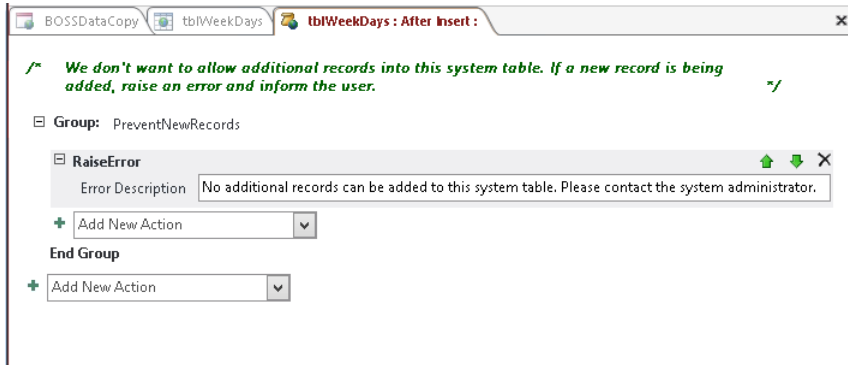 BOSSDataCopy tblWeekDays tblWeekDays : After Insert :
/* We don't want to allow additional records into this system table. If a new record is being
added, raise an error and inform the user. */
Group: PreventNewRecords
RaiseError
Error Description No additional records can be added to this system table. Please contact the system administrator.
Add New Action
End Group
Add New Action